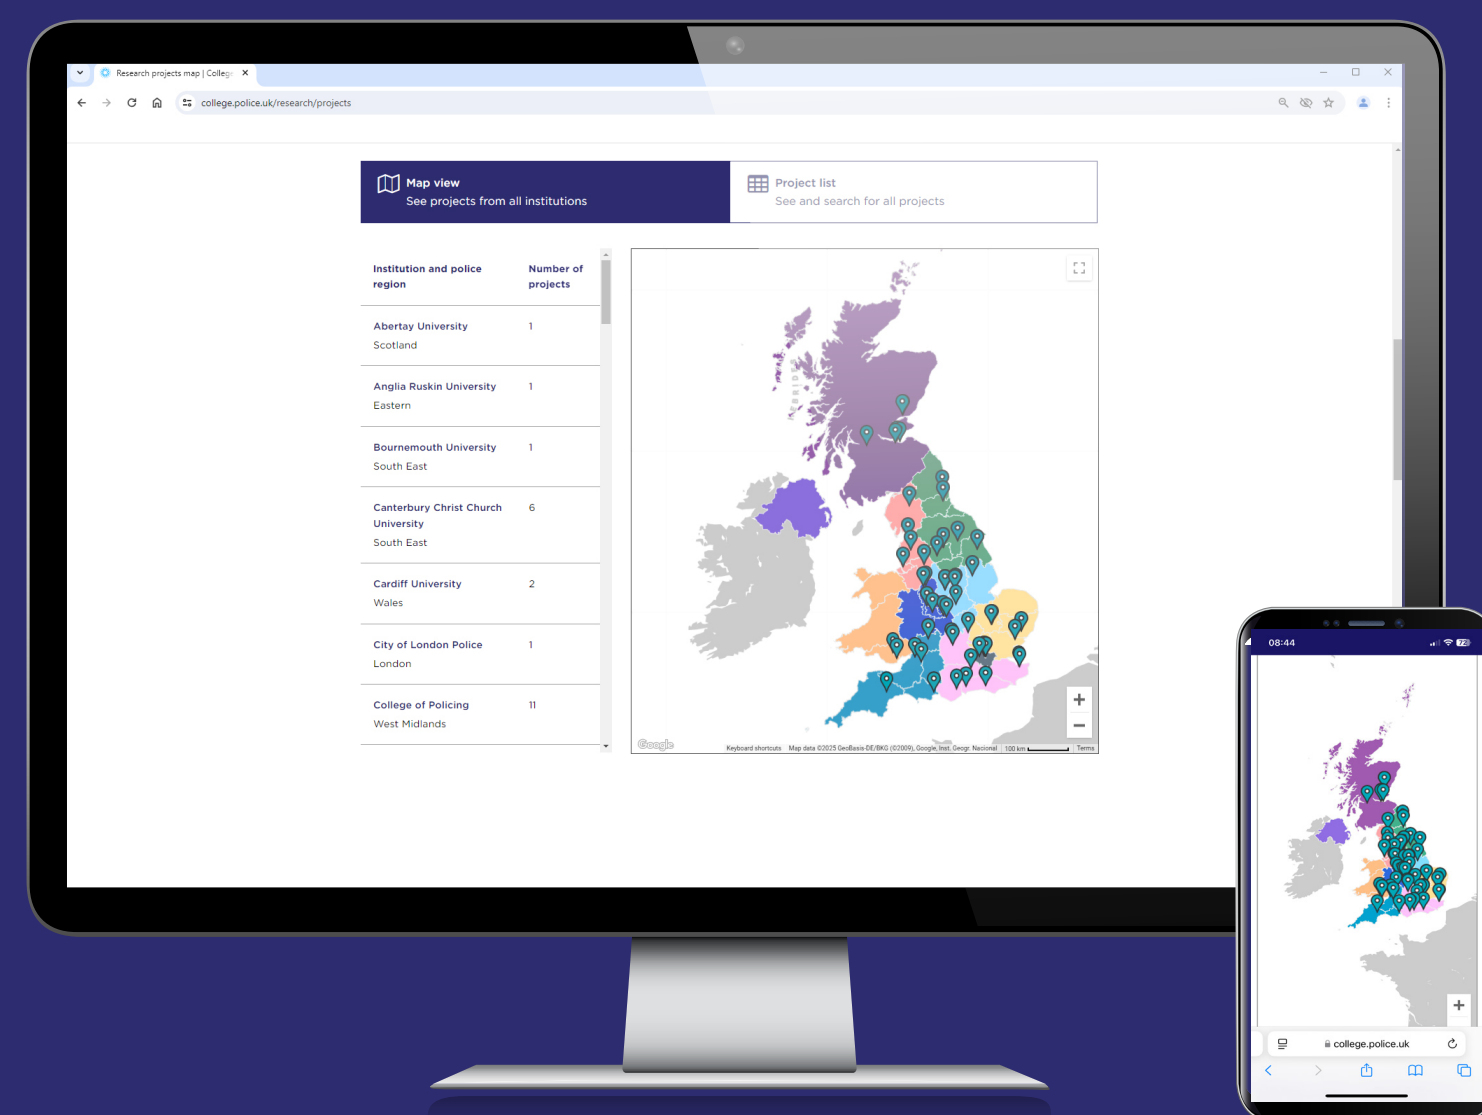 Research projects map | Colleg
college.police.uk/research/projects
Map view
See projects from all institutions
Project list
See and search for all projects
Institution and police region
Number of projects
Abertay University 1
Scotland
Anglia Ruskin University 1
Eastern
Bournemouth University 1
South East
Canterbury Christ Church 6
University
South East
Cardiff University 2
Wales
City of London Police 1
London
College of Policing 11
West Midlands
HEBRIDES
Google
Keyboard shortcuts Map data ©2025 GeoBasis-DE/BKG (©2009), Google, Inst. Geogr. Nacional 100 km Terms
08:44
72
college.police.uk